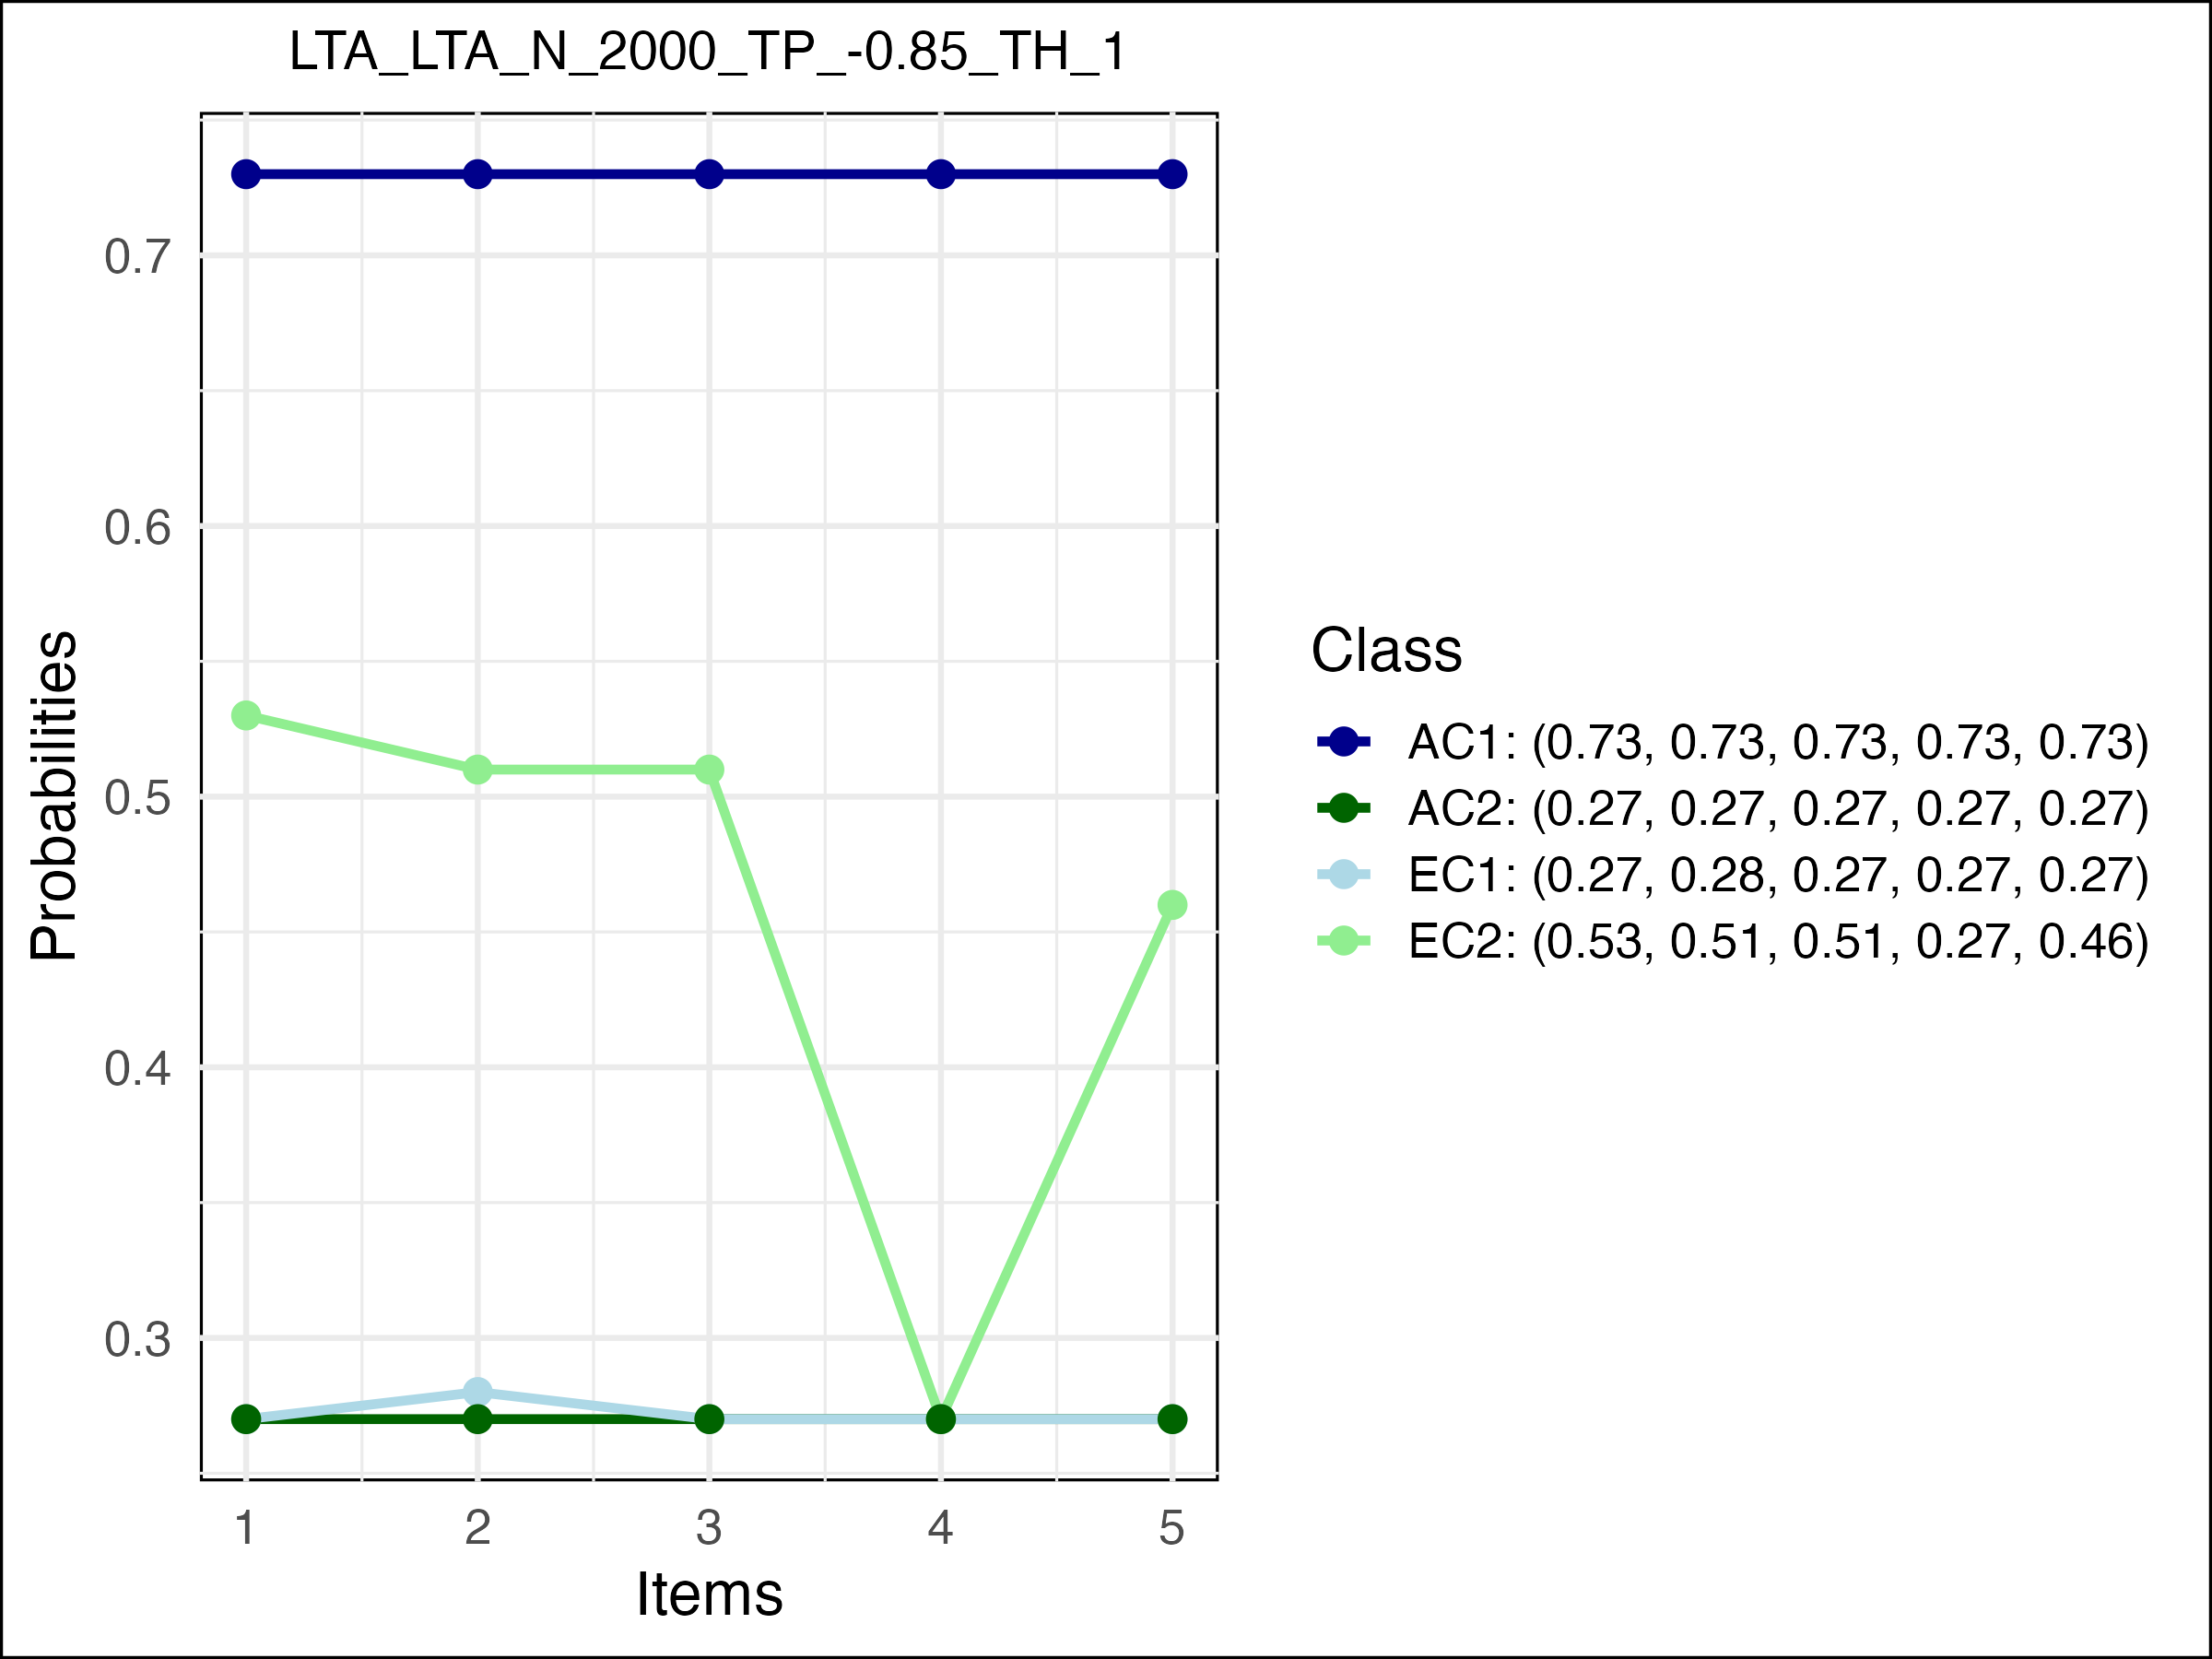 LTA_LTA_N_2000_TP_-0.85_TH_1
0.7
0.6
0.5
0.4
0.3
Probabilities
1 2 3 4 5
Items
Class
AC1: (0.73, 0.73, 0.73, 0.73, 0.73)
AC2: (0.27, 0.27, 0.27, 0.27, 0.27)
EC1: (0.27, 0.28, 0.27, 0.27, 0.27)
EC2: (0.53, 0.51, 0.51, 0.27, 0.46)